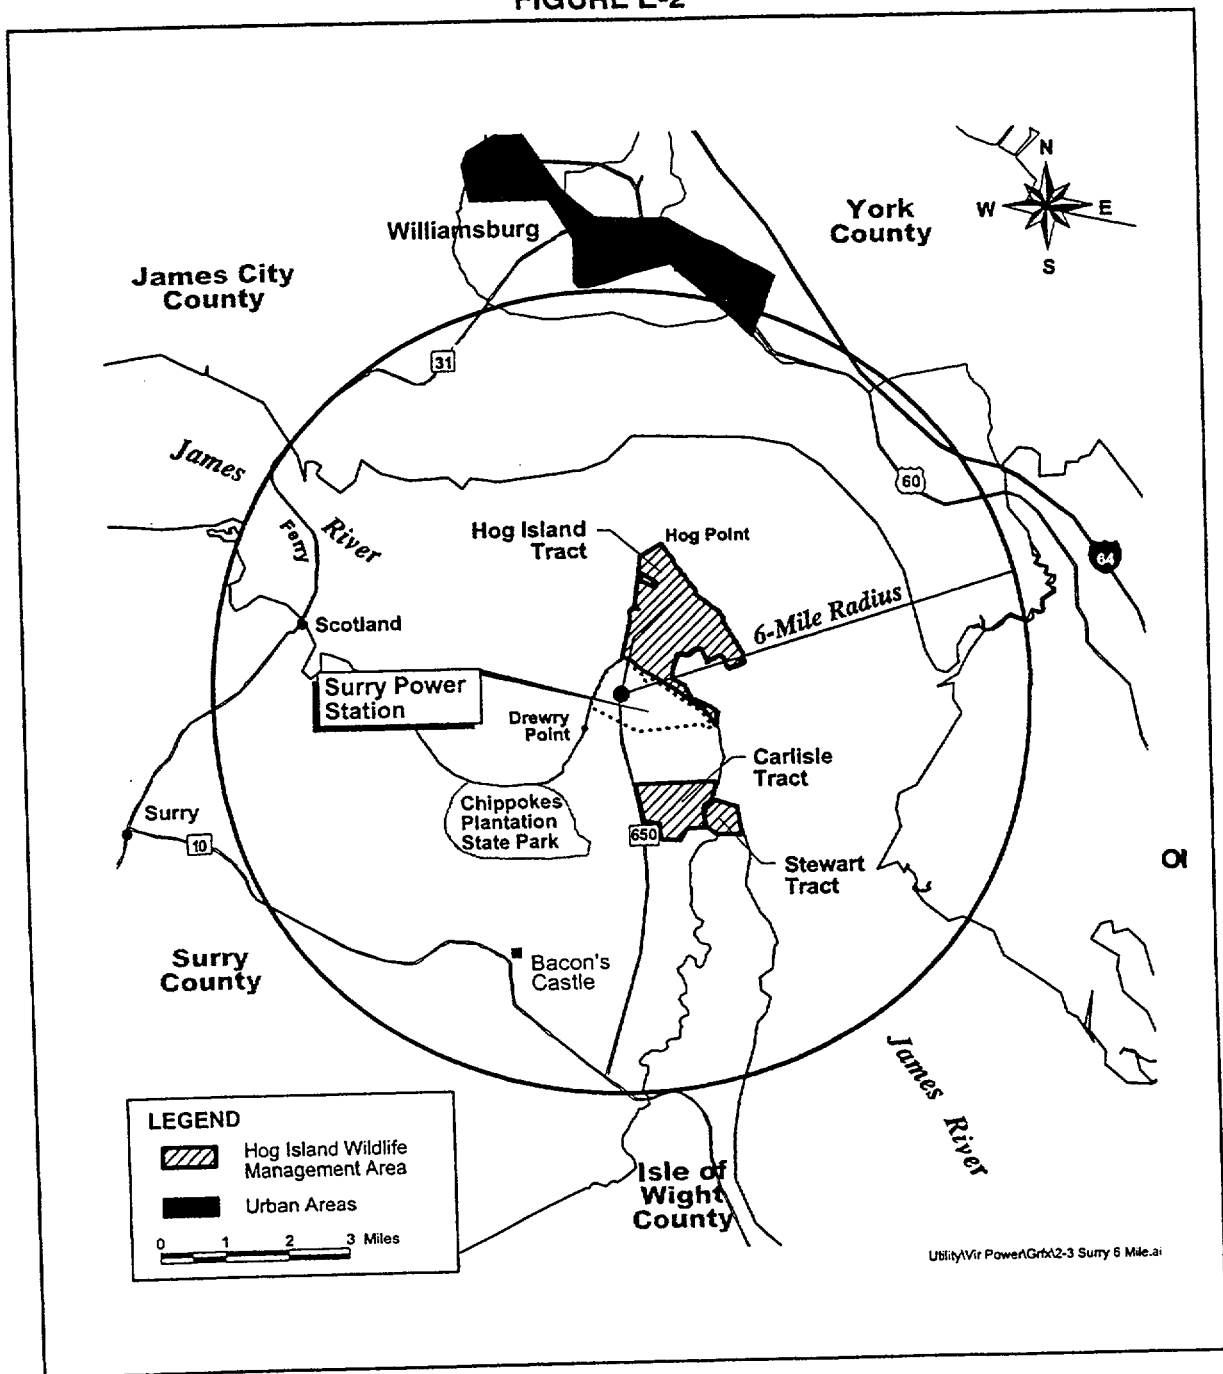 FIGURE E-2
N
W
E
S
York
County
Williamsburg
James City
County
31
James
River
Ferry
60
64
Hog Island
Tract
Hog Point
6-Mile Radius
Scotland
Surry Power
Station
Drewry
Point
Carlisle
Tract
Chippokes
Plantation
State Park
650
Surry
10
Stewart
Tract
Surry
County
Bacon's
Castle
James River
Isle of
Wight
County
LEGEND
Hog Island Wildlife
Management Area
Urban Areas
0 1 2 3 Miles
Utility\Vir Power\Grfx\2-3 Surry 6 Mile.ai